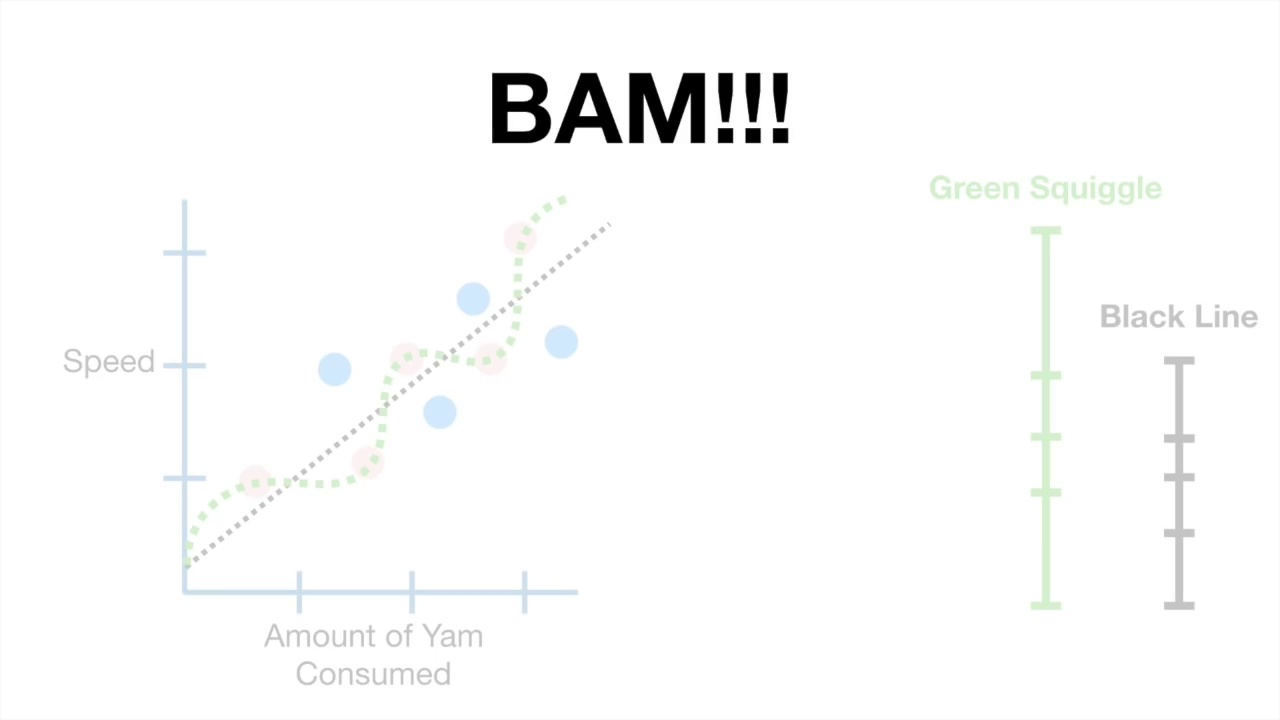 BAM!!!
Green Squiggle
Black Line
Speed
Amount of Yam
Consumed